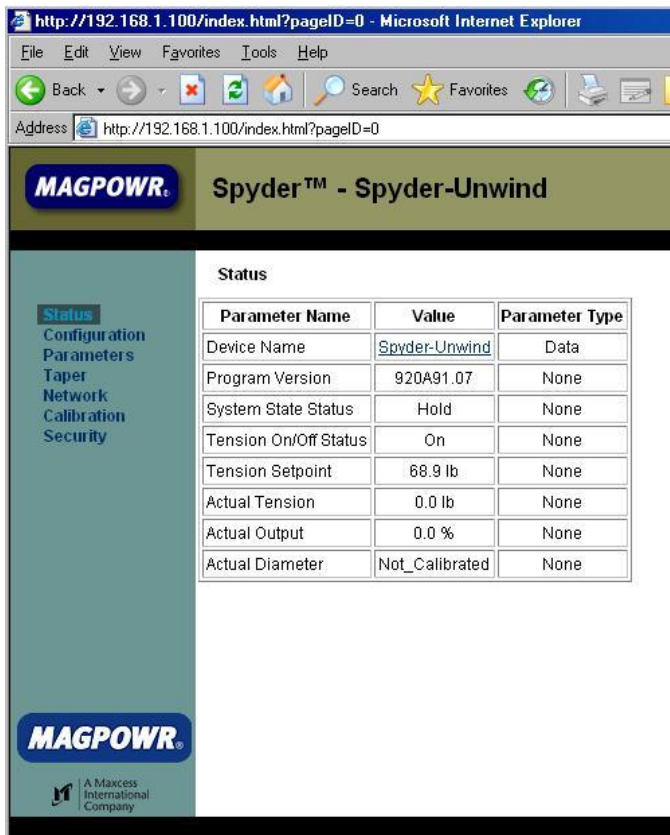 http://192.168.1.100/index.html?pageID=0 - Microsoft Internet Explorer
File Edit View Favorites Tools Help
Back Search Favorites
Address http://192.168.1.100/index.html?pageID=0
MAGPOWR® Spyder™ - Spyder-Unwind
Status
Configuration
Parameters
Taper
Network
Calibration
Security
Status
Parameter Name Value Parameter Type
Device Name Spyder-Unwind Data
Program Version 920A91.07 None
System State Status Hold None
Tension On/Off Status On None
Tension Setpoint 68.9 lb None
Actual Tension 0.0 lb None
Actual Output 0.0 % None
Actual Diameter Not_Calibrated None
MAGPOWR®
A Maxcess
International
Company